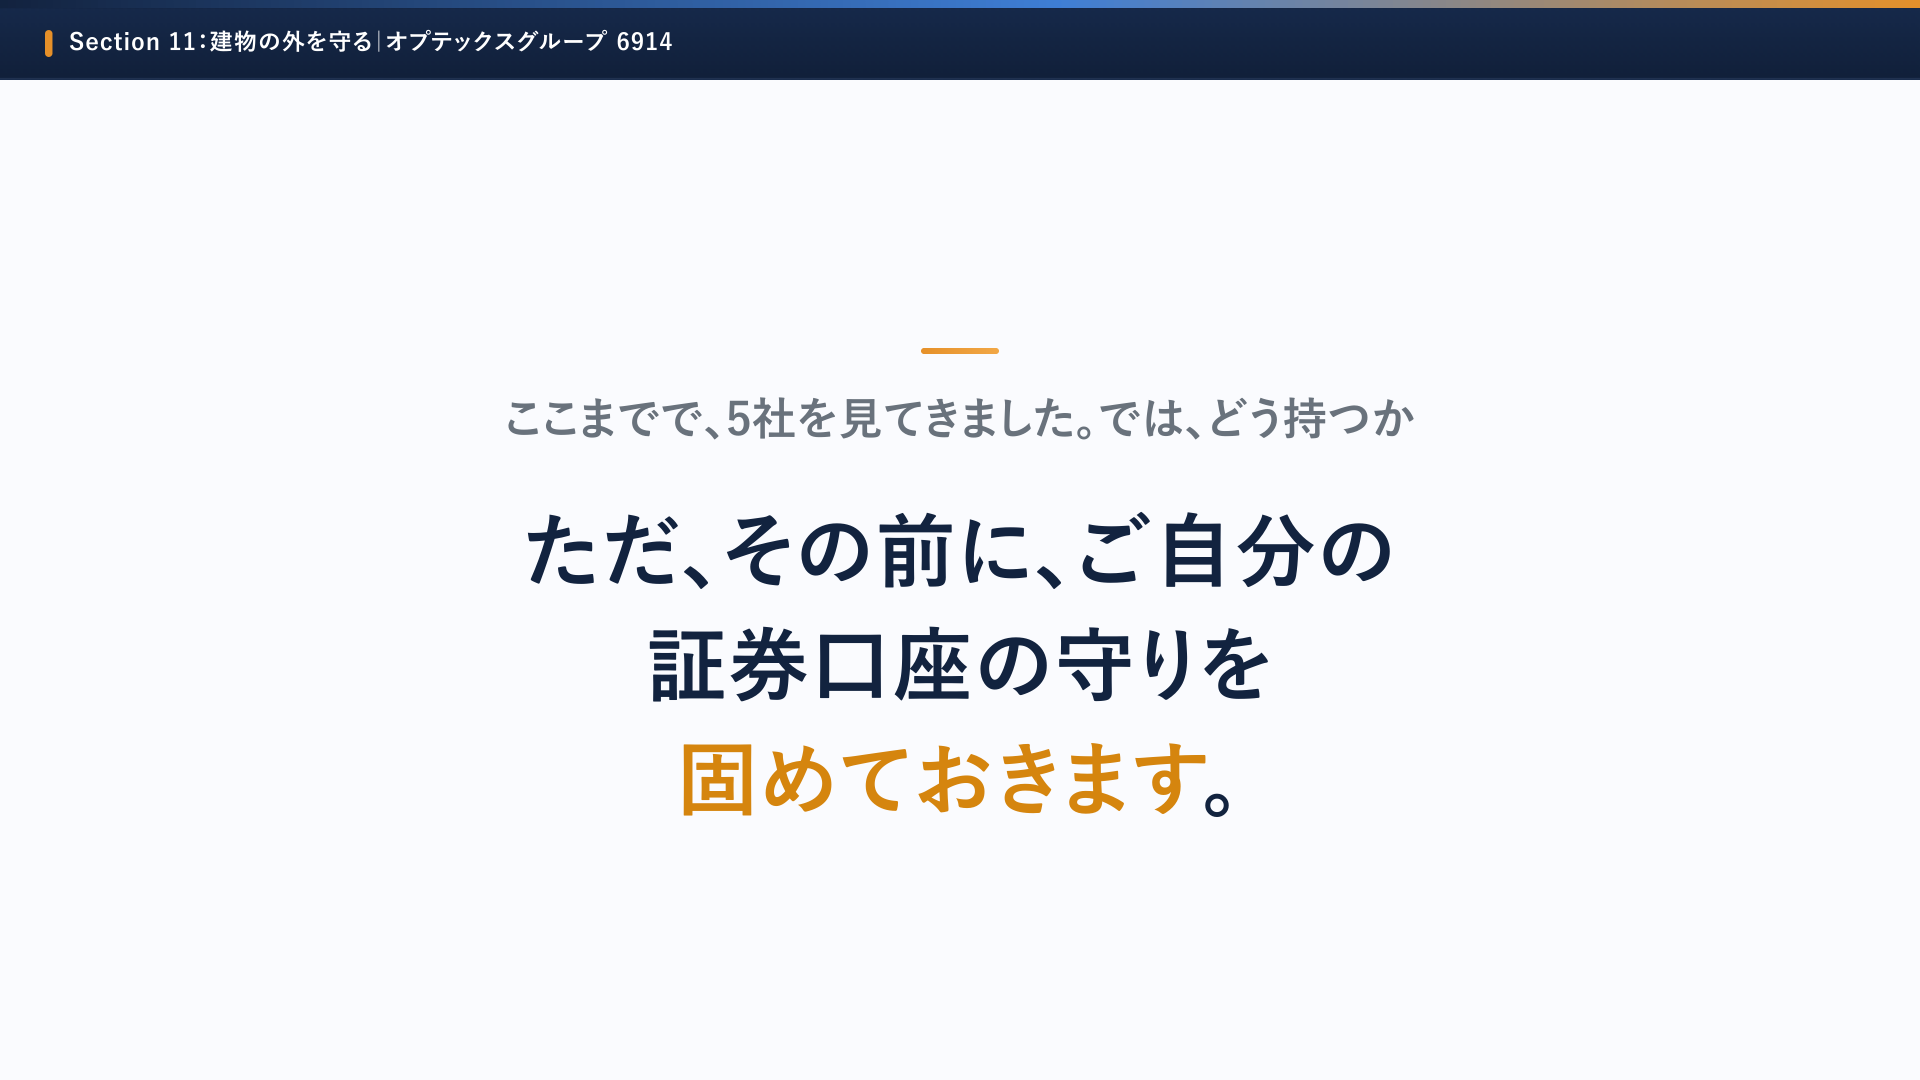 Section 11：建物の外を守る｜オプテックスグループ 6914
ここまでで、5社を見てきました。では、どう持つか
ただ、その前に、ご自分の
証券口座の守りを
固めておきます。